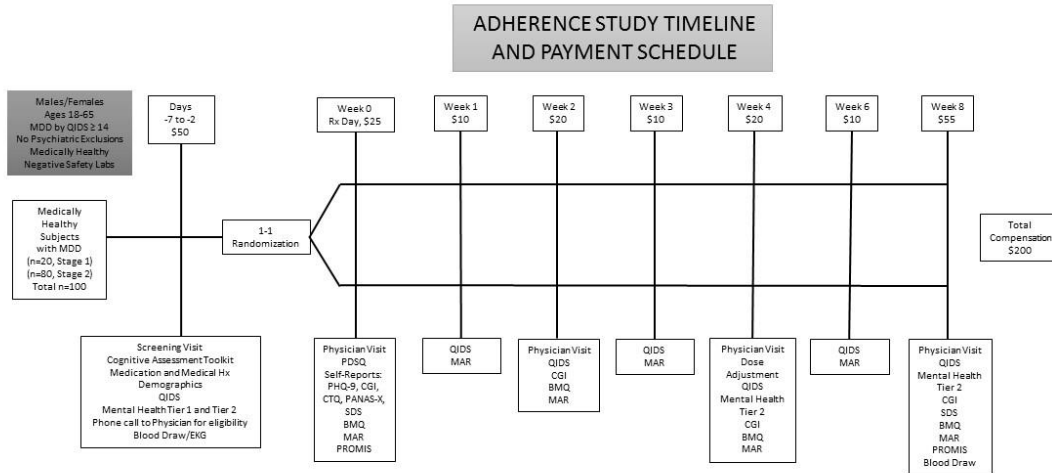 ADHERENCE STUDY TIMELINE
AND PAYMENT SCHEDULE
Males/Females
Ages 18-65
MDD by QIDS ≥ 14
No Psychiatric Exclusions
Medically Healthy
Negative Safety Labs
Days
-7 to -2
$50
Week 0
Rx Day, $25
Week 1
$10
Week 2
$20
Week 3
$10
Week 4
$20
Week 6
$10
Week 8
$55
Medically
Healthy
Subjects
with MDD
(n=20, Stage 1)
(n=80, Stage 2)
Total n=100
1-1
Randomization
Total
Compensation
$200
Screening Visit
Cognitive Assessment Toolkit
Medication and Medical Hx
Demographics
QIDS
Mental Health Tier 1 and Tier 2
Phone call to Physician for eligibility
Blood Draw/EKG
Physician Visit
PDSQ
Self-Reports:
PHQ-9, CGI,
CTQ, PANAS-X,
SDS
BMQ
MAR
PROMIS
QIDS
MAR
Physician Visit
QIDS
CGI
BMQ
MAR
QIDS
MAR
Physician Visit
Dose
Adjustment
QIDS
Mental Health
Tier 2
CGI
BMQ
MAR
QIDS
MAR
Physician Visit
QIDS
Mental Health
Tier 2
CGI
SDS
BMQ
MAR
PROMIS
Blood Draw